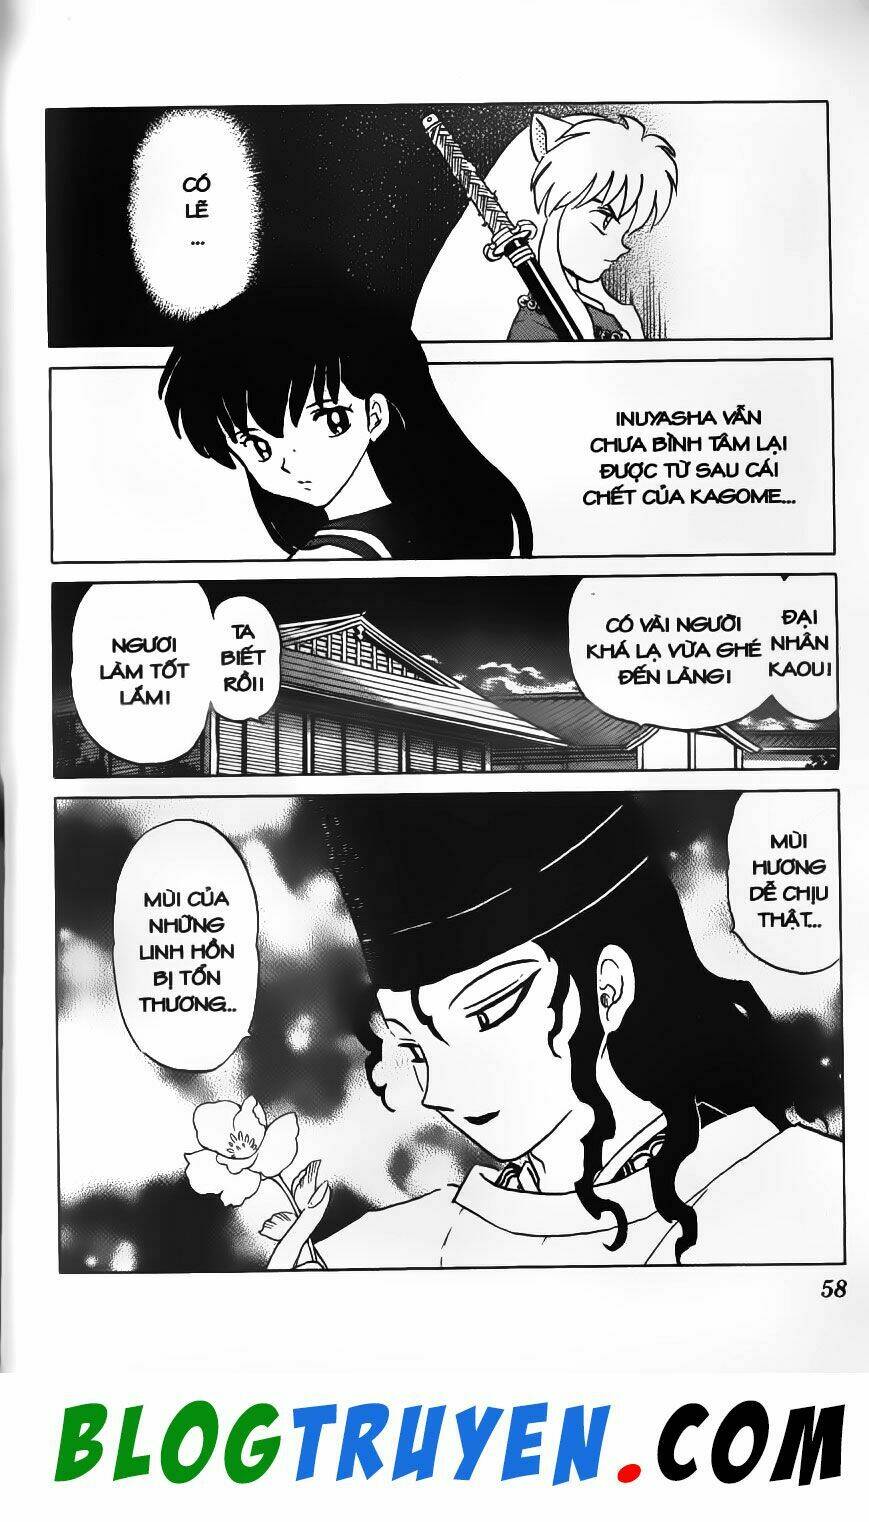 CÓ
LẼ
...
INUYASHA VẪN
CHƯA BÌNH TÂM LẠI
ĐƯỢC TỪ SAU CÁI
CHẾT CỦA KAGOME...
ĐẠI
NHÂN
KAOU!
CÓ VÀI NGƯỜI
KHÁ LẠ VỪA GHÉ
ĐẾN LÀNG!
TA
BIẾT
RỒI!
NGƯƠI
LÀM TỐT
LẮM!
MÙI
HƯƠNG
DỄ CHỊU
THẬT...
MÙI CỦA
NHỮNG
LINH HỒN
BỊ TỔN
THƯƠNG...
58
BLOGTRUYEN.COM